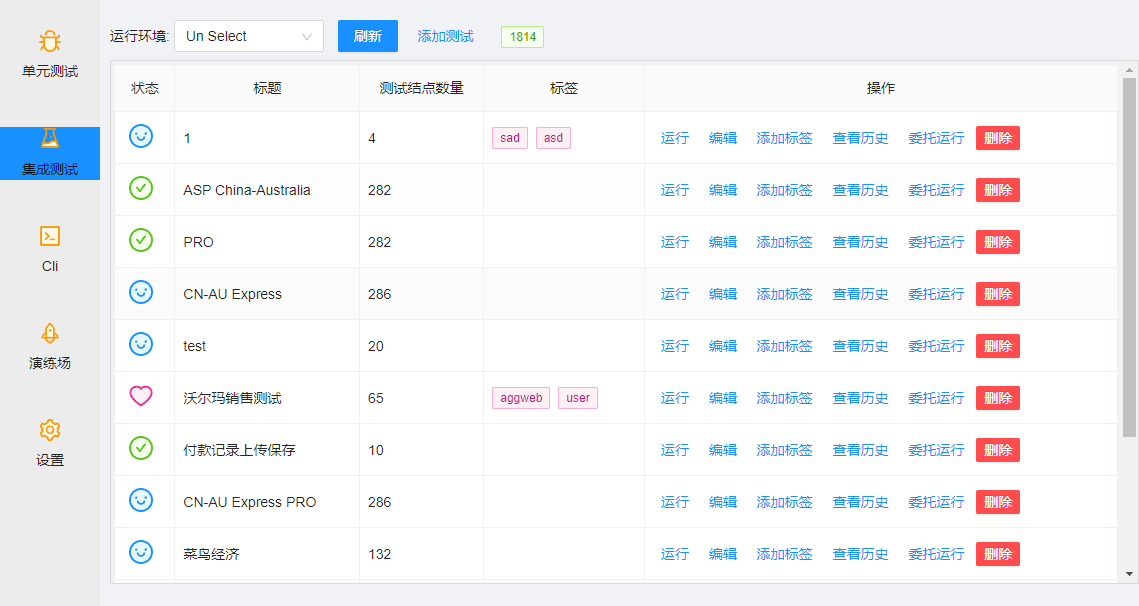 单元测试
集成测试
Cli
演练场
设置
运行环境: Un Select 刷新 添加测试 1814
状态 标题 测试结点数量 标签 操作
1 4 sad asd 运行 编辑 添加标签 查看历史 委托运行 删除
ASP China-Australia 282 运行 编辑 添加标签 查看历史 委托运行 删除
PRO 282 运行 编辑 添加标签 查看历史 委托运行 删除
CN-AU Express 286 运行 编辑 添加标签 查看历史 委托运行 删除
test 20 运行 编辑 添加标签 查看历史 委托运行 删除
沃尔玛销售测试 65 aggweb user 运行 编辑 添加标签 查看历史 委托运行 删除
付款记录上传保存 10 运行 编辑 添加标签 查看历史 委托运行 删除
CN-AU Express PRO 286 运行 编辑 添加标签 查看历史 委托运行 删除
菜鸟经济 132 运行 编辑 添加标签 查看历史 委托运行 删除